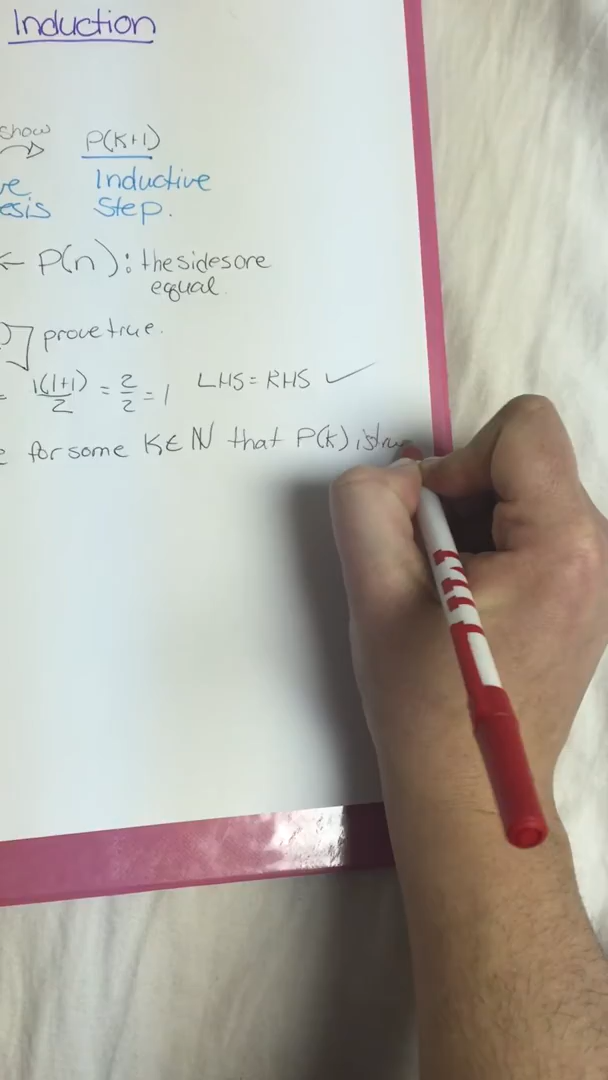 Induction
show
P(K+1)
Inductive
Step.
← P(n): the sides are
equal.
prove true.
= 1(1+1)/2 = 2/2 = 1 LHS = RHS ✓
for some K∈ℕ that P(k) is tru